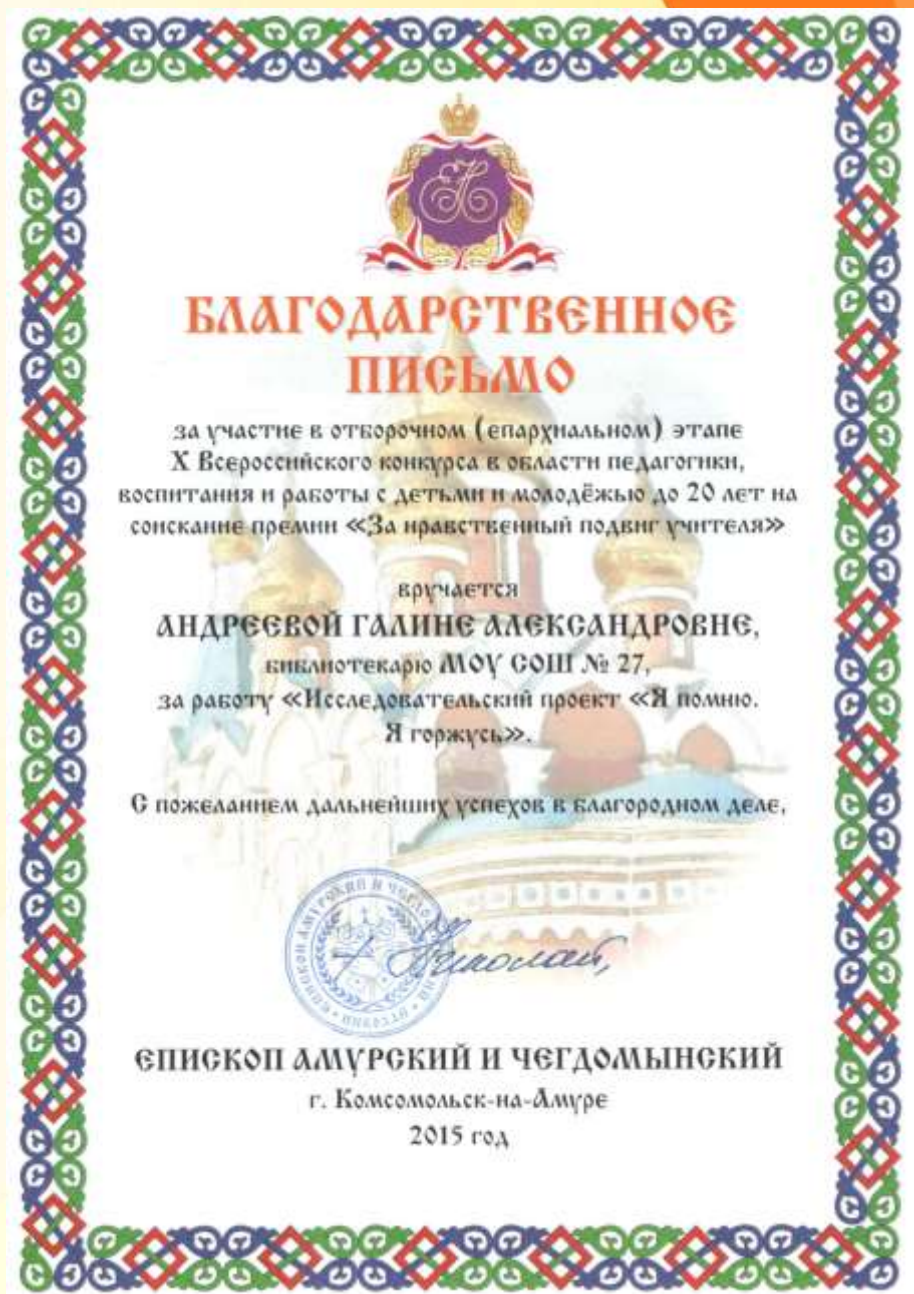 БЛАГОДАРСТВЕННОЕ
ПИСЬМО
за участие в отборочном (епархиальном) этапе
X Всероссийского конкурса в области педагогики,
воспитания и работы с детьми и молодёжью до 20 лет на
соискание премии «За нравственный подвиг учителя»
вручается
АНДРЕЕВОЙ ГАЛИНЕ АЛЕКСАНДРОВНЕ,
библиотекарю МОУ СОШ № 27,
за работу «Исследовательский проект «Я помню.
Я горжусь».
С пожеланием дальнейших успехов в благородном деле,
Николай,
ЕПИСКОП АМУРСКИЙ И ЧЕГДОМЫНСКИЙ
г. Комсомольск-на-Амуре
2015 год